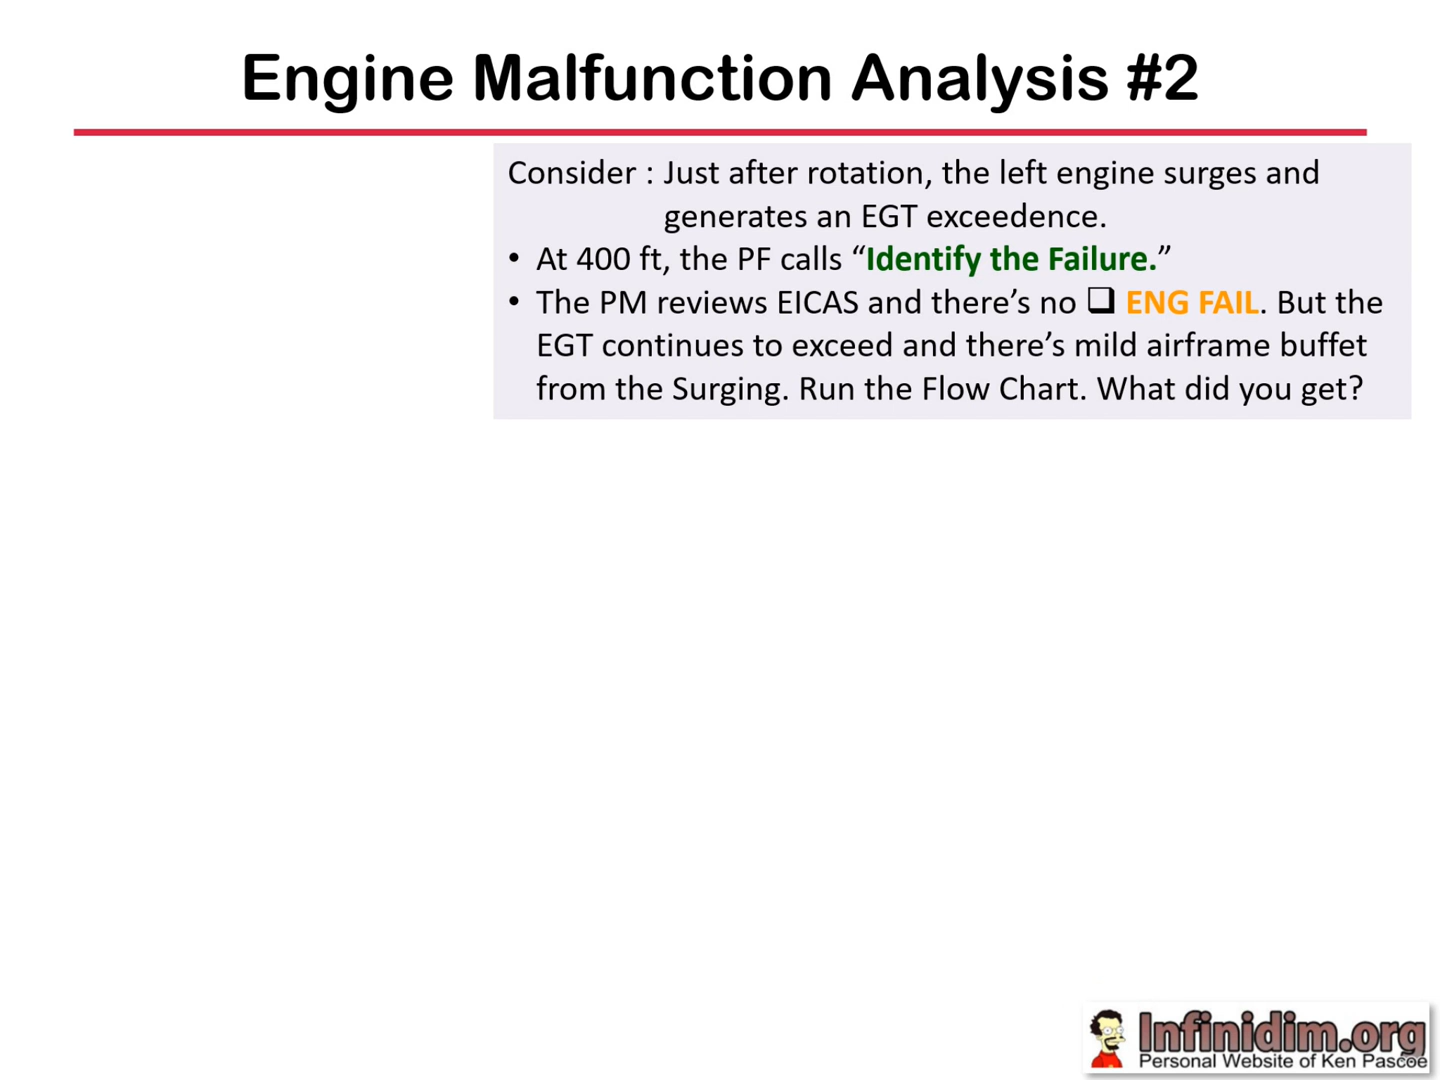 Engine Malfunction Analysis #2
Consider : Just after rotation, the left engine surges and
generates an EGT exceedence.
• At 400 ft, the PF calls “Identify the Failure.”
• The PM reviews EICAS and there’s no ❑ ENG FAIL. But the
EGT continues to exceed and there’s mild airframe buffet
from the Surging. Run the Flow Chart. What did you get?
Infinidim.org
Personal Website of Ken Pascoe